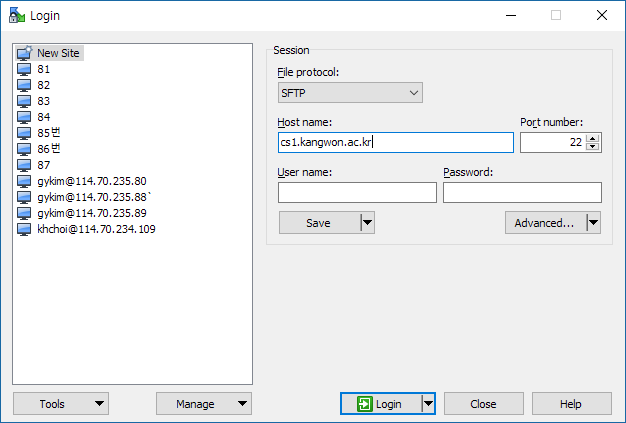 Login
New Site
81
82
83
84
85번
86번
87
gykim@114.70.235.80
gykim@114.70.235.88`
gykim@114.70.235.89
khchoi@114.70.234.109
Session
File protocol:
SFTP
Host name:
Port number:
cs1.kangwon.ac.kr
22
User name:
Password:
Save
Advanced...
Tools
Manage
Login
Close
Help